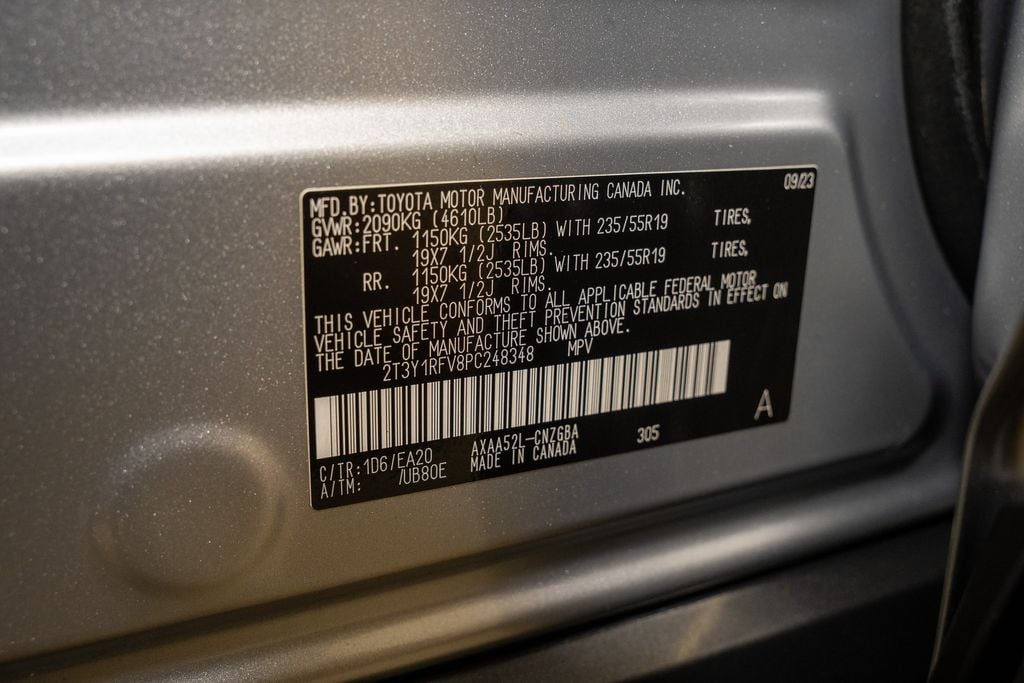 09/23
MFD.BY:TOYOTA MOTOR MANUFACTURING CANADA INC.
GVWR:2090KG (4610LB)
GAWR:FRT. 1150KG (2535LB) WITH 235/55R19 TIRES,
19X7 1/2J RIMS.
RR. 1150KG (2535LB) WITH 235/55R19 TIRES,
19X7 1/2J RIMS.
THIS VEHICLE CONFORMS TO ALL APPLICABLE FEDERAL MOTOR
VEHICLE SAFETY AND THEFT PREVENTION STANDARDS IN EFFECT ON
THE DATE OF MANUFACTURE SHOWN ABOVE.
2T3Y1RFV8PC248348 MPV
A
C/TR:1D6/EA20 AXAA52L-CNZGBA 305
A/TM: /UB80E MADE IN CANADA